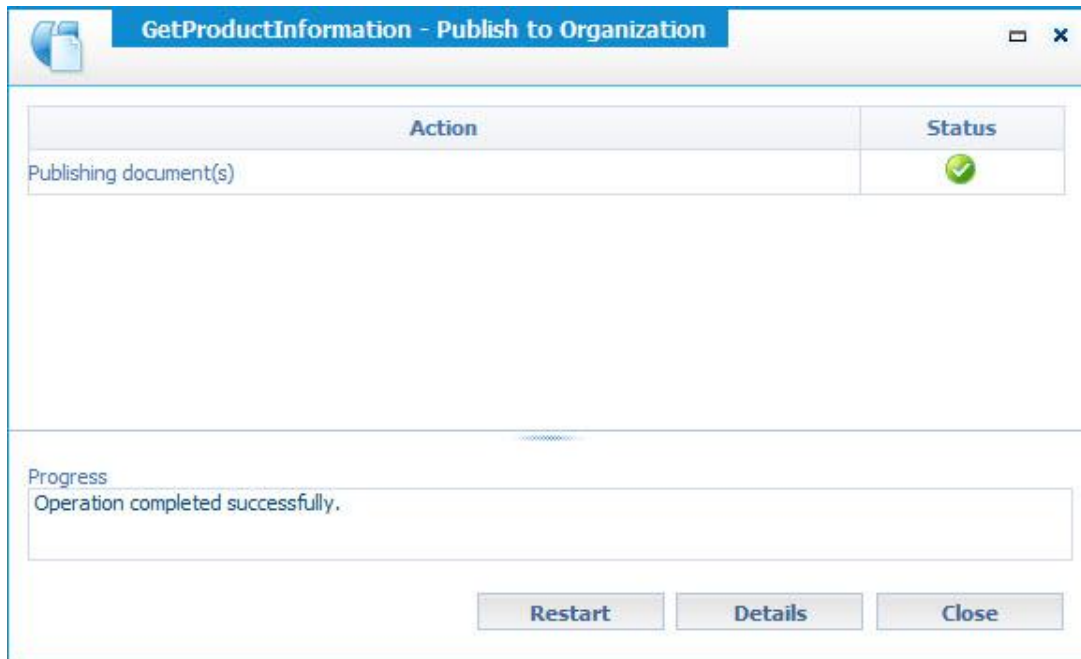 GetProductInformation - Publish to Organization
Action Status
Publishing document(s)
Progress
Operation completed successfully.
Restart Details Close